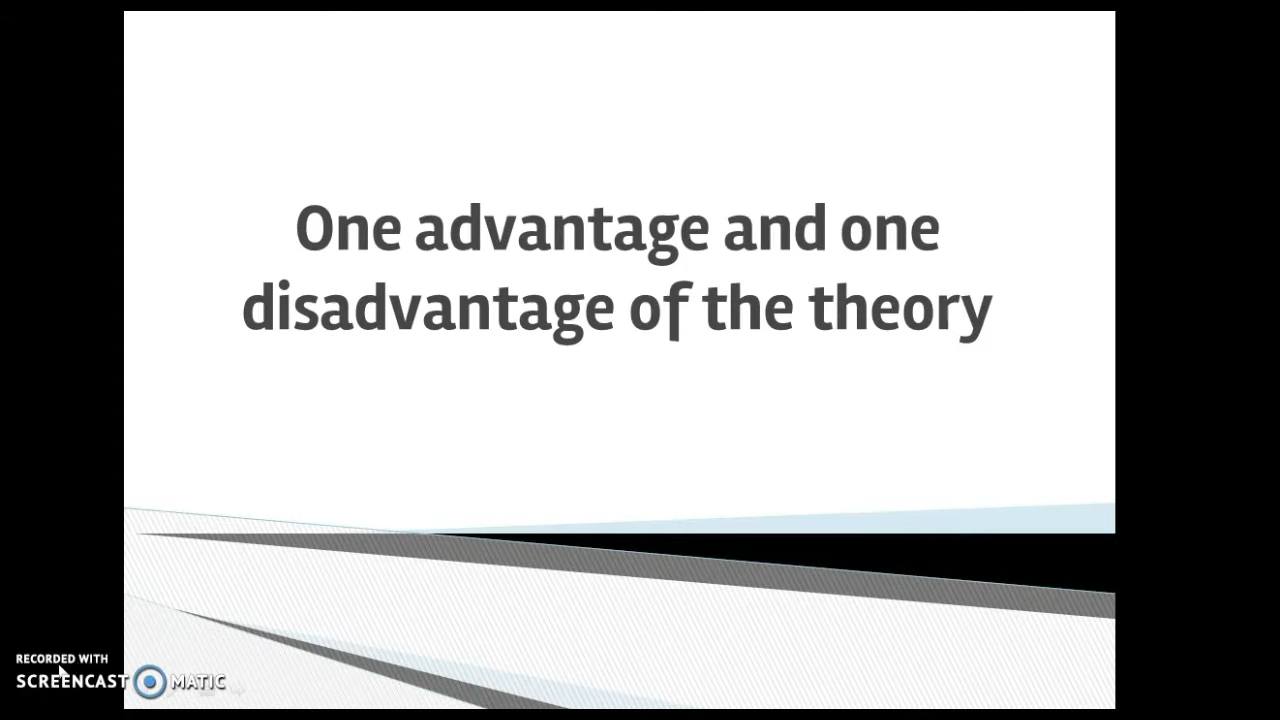 One advantage and one
disadvantage of the theory
RECORDED WITH
SCREENCAST MATIC